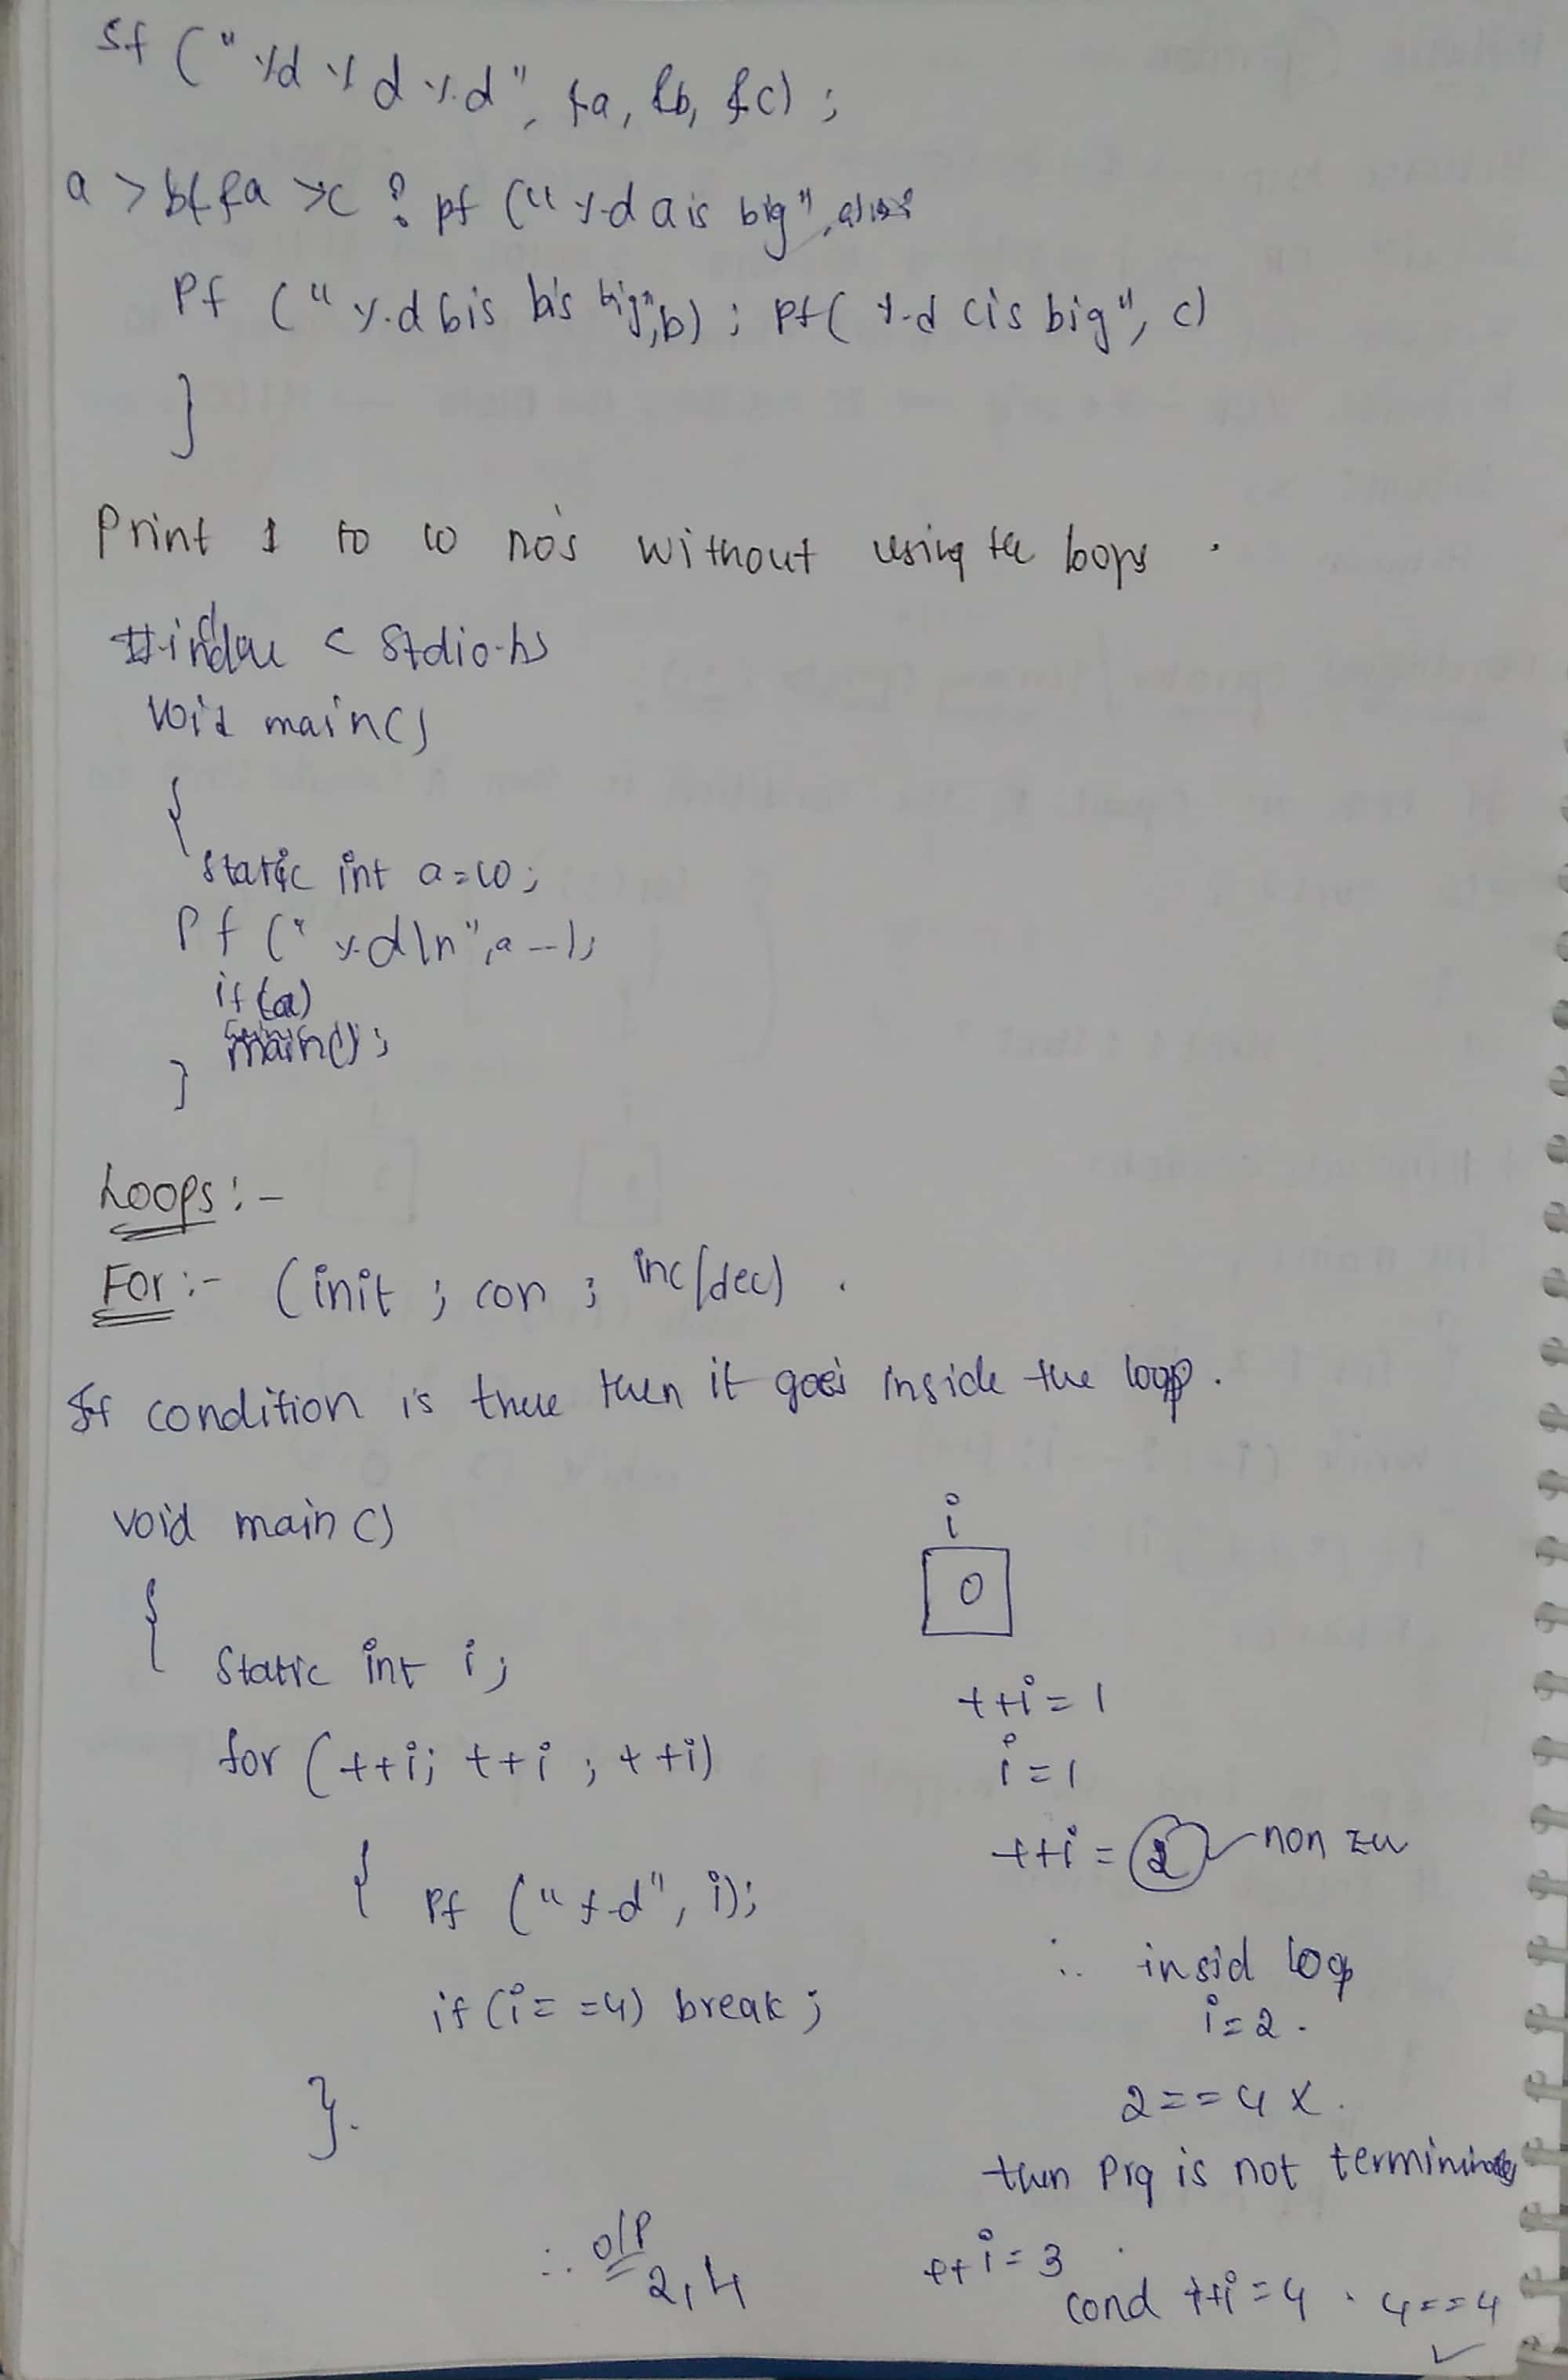 Sf ("%d %d %d", &a, &b, &c);
a > b && a > c ? pf ("%d a is big", a)
Pf ("%d b is big", b) ; pf( %d c is big", c)
}
Print 1 to 10 no's without using the loops .
#include < stdio.h>
void main()
{
static int a=10;
Pf ("%d\n", a--);
if (a)
main();
}
Loops :-
For :- (init ; con ; inc/dec) .
If condition is true then it goes inside the loop .
void main()
{
static int i;
for (++i; ++i ; ++i)
{ Pf ("%d", i);
if (i==4) break;
}.
∴ o/p
2,4
i
0
++i = 1
i = 1
++i = 2 non
∴ insid loop
i=2 .
2==4 x .
then prg is not
++i = 3
cond ++i = 4 . 4==4 ✓